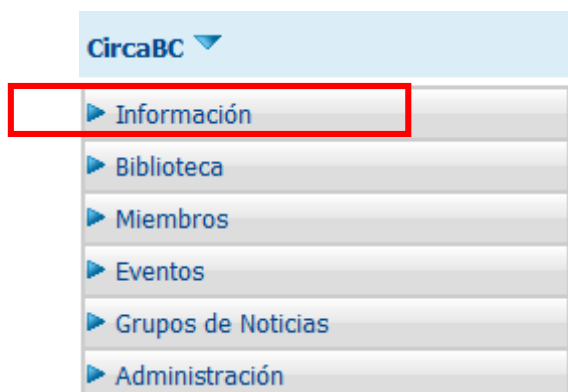 CircaBC
Información
Biblioteca
Miembros
Eventos
Grupos de Noticias
Administración